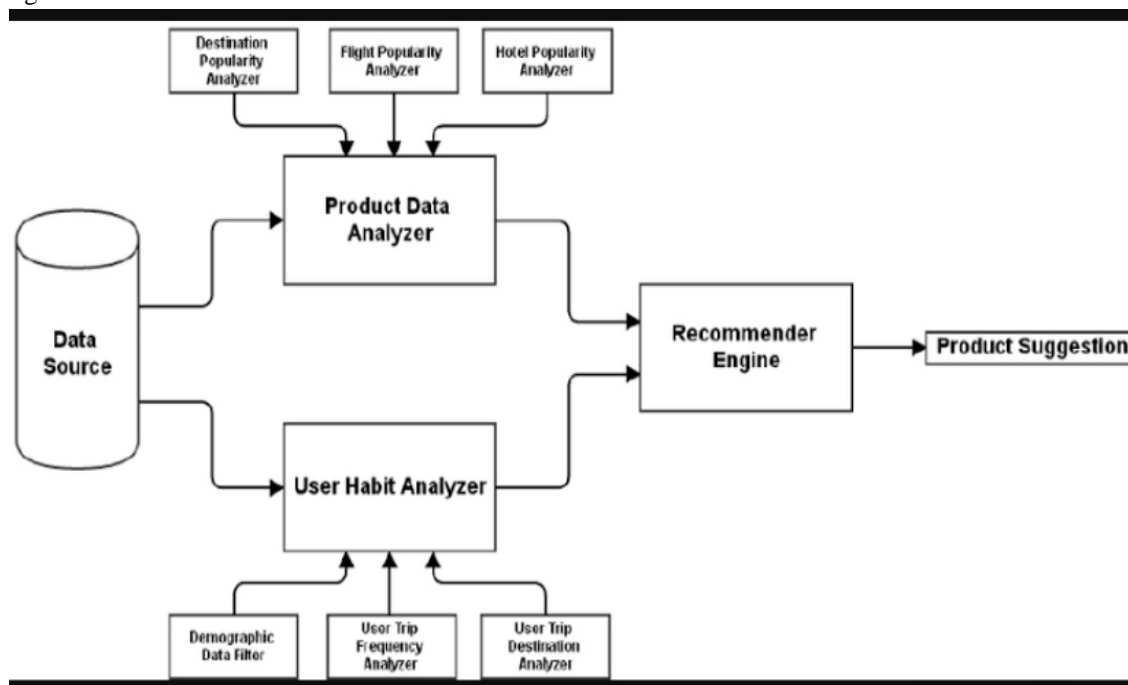 Destination
Popularity
Analyzer
Flight Popularity
Analyzer
Hotel Popularity
Analyzer
Product Data
Analyzer
Data
Source
Recommender
Engine
Product Suggestion
User Habit Analyzer
Demographic
Data Filter
User Trip
Frequency
Analyzer
User Trip
Destination
Analyzer